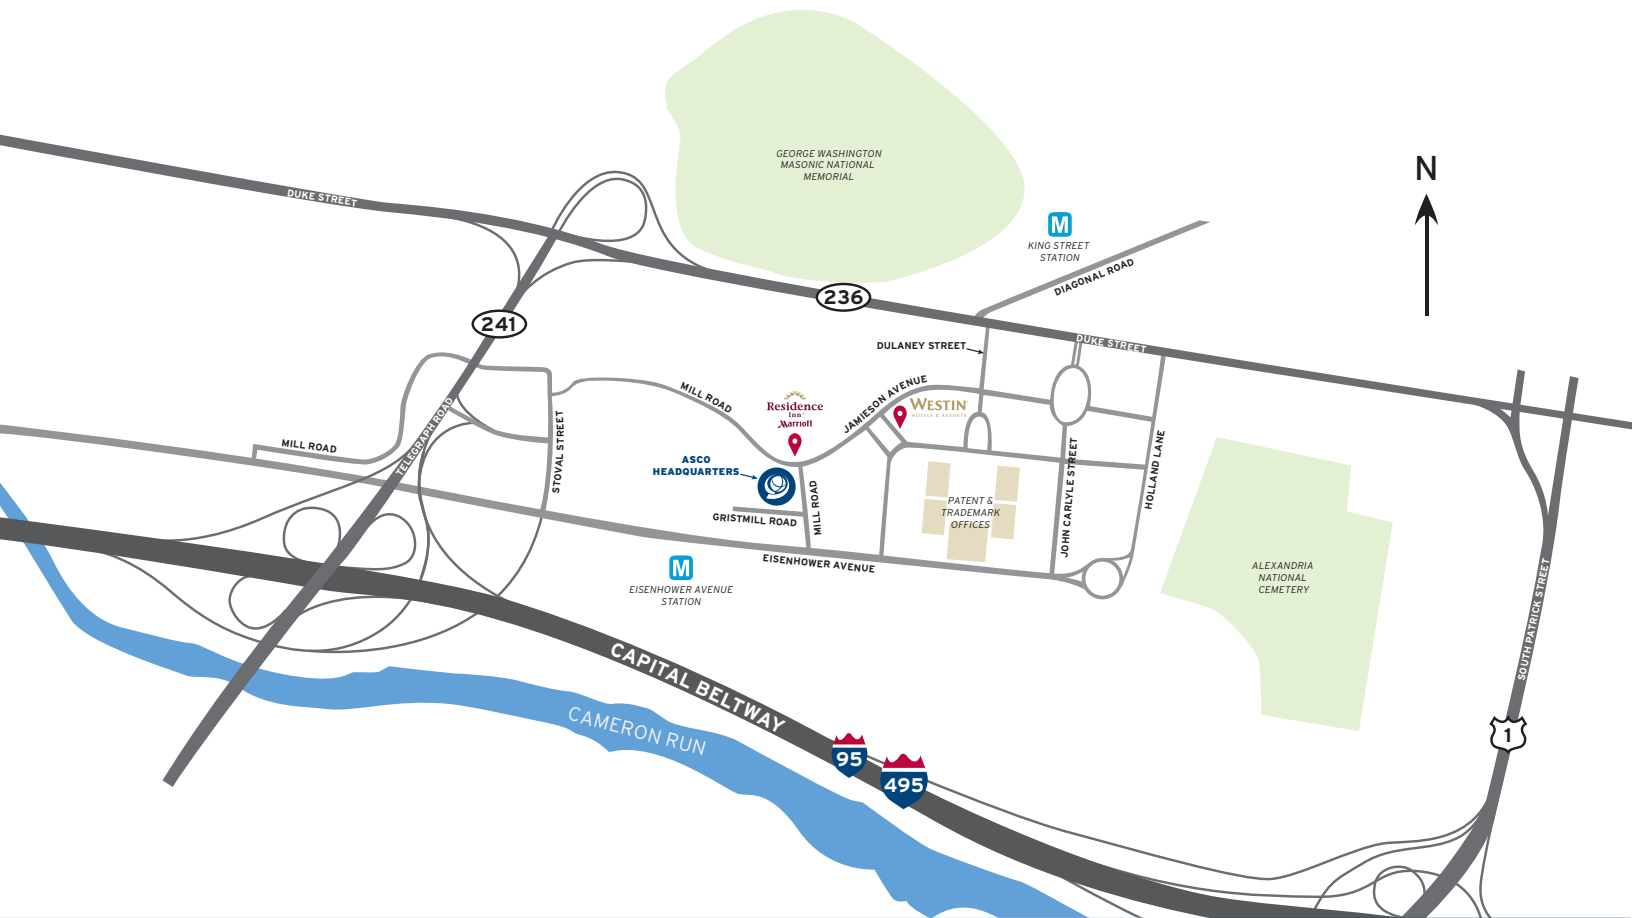 GEORGE WASHINGTON
MASONIC NATIONAL
MEMORIAL
N
DUKE STREET
M
KING STREET
STATION
DIAGONAL ROAD
236
241
DULANEY STREET
DUKE STREET
MILL ROAD
JAMIESON AVENUE
Residence
Inn
Marriott
WESTIN
HOTELS & RESORTS
TELEGRAPH ROAD
MILL ROAD
STOVAL STREET
ASCO
HEADQUARTERS
MILL ROAD
GRISTMILL ROAD
PATENT &
TRADEMARK
OFFICES
JOHN CARLYLE STREET
HOLLAND LANE
EISENHOWER AVENUE
M
EISENHOWER AVENUE
STATION
ALEXANDRIA
NATIONAL
CEMETERY
SOUTH PATRICK STREET
CAPITAL BELTWAY
CAMERON RUN
95
495
1